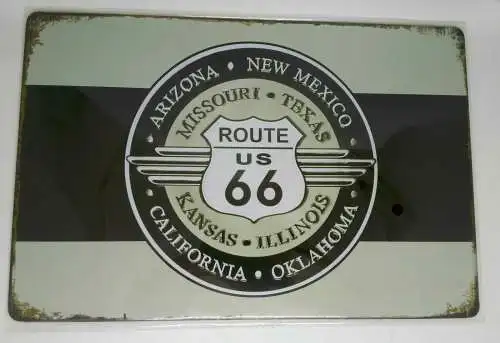 ARIZONA • NEW MEXICO
MISSOURI • TEXAS
ROUTE
US
66
KANSAS • ILLINOIS
CALIFORNIA • OKLAHOMA